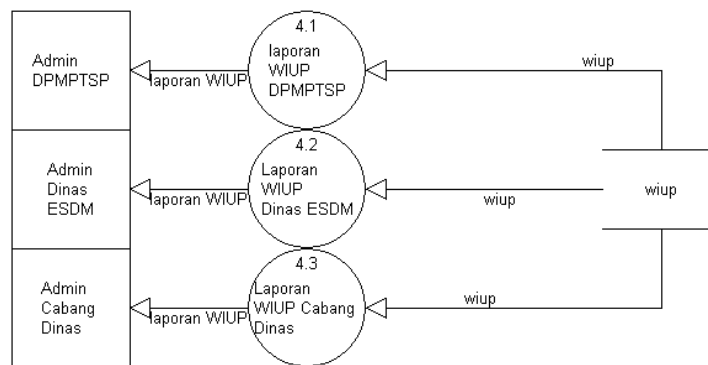 Admin
DPMPTSP
laporan WIUP
4.1
laporan
WIUP
DPMPTSP
wiup
Admin
Dinas
ESDM
laporan WIUP
4.2
Laporan
WIUP
Dinas ESDM
wiup
wiup
Admin
Cabang
Dinas
laporan WIUP
4.3
Laporan
WIUP Cabang
Dinas
wiup